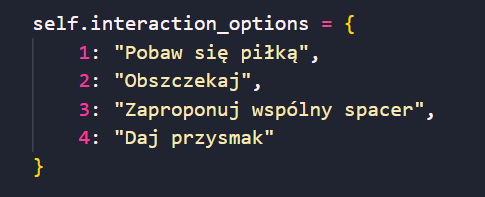 self.interaction_options = {
1: "Pobaw się piłką",
2: "Obszczekaj",
3: "Zaproponuj wspólny spacer",
4: "Daj przysmak"
}